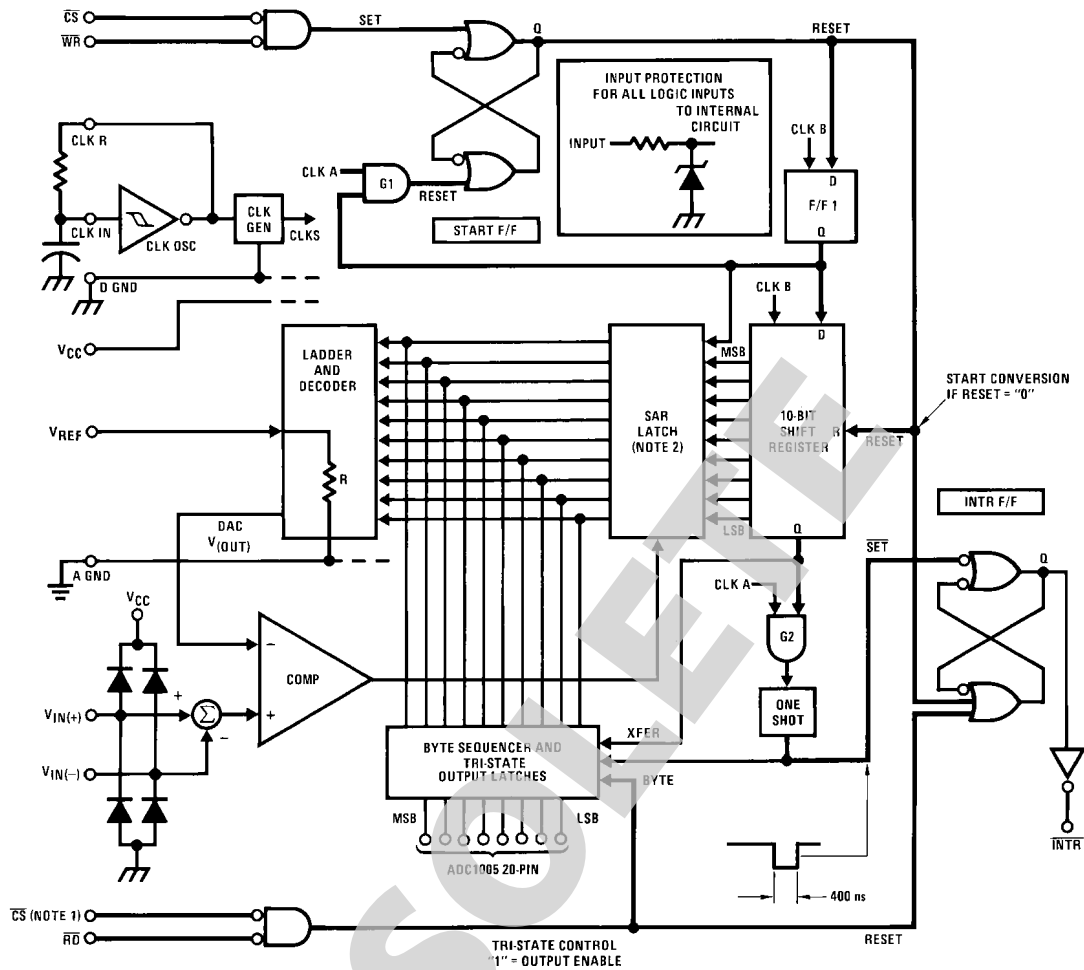 CS
WR
SET
Q
RESET
INPUT PROTECTION
FOR ALL LOGIC INPUTS
TO INTERNAL
CIRCUIT
INPUT
CLK R
CLK IN
CLK OSC
CLK
GEN
CLKS
CLK A
G1
RESET
START F/F
CLK B
D
F/F 1
Q
D GND
VCC
CLK B
D
LADDER
AND
DECODER
MSB
SAR
LATCH
(NOTE 2)
10-BIT
SHIFT
REGISTER
R
RESET
START CONVERSION
IF RESET = "0"
VREF
R
DAC
V(OUT)
LSB
Q
INTR F/F
SET
Q
A GND
CLK A
G2
VCC
COMP
−
+
VIN(+)
+
Σ
−
VIN(−)
ONE
SHOT
XFER
BYTE SEQUENCER AND
TRI-STATE
OUTPUT LATCHES
BYTE
MSB
LSB
ADC1005 20-PIN
INTR
400 ns
CS (NOTE 1)
RD
TRI-STATE CONTROL
"1" = OUTPUT ENABLE
RESET
SOLETE